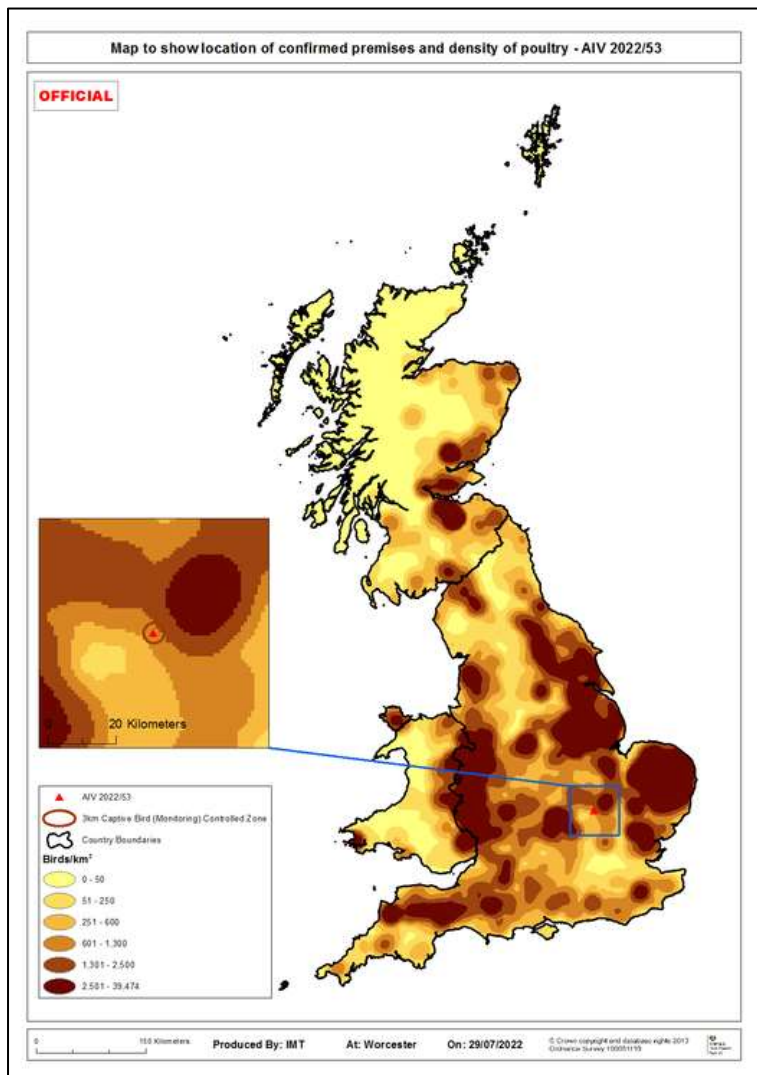 Map to show location of confirmed premises and density of poultry - AIV 2022/53
OFFICIAL
0 20 Kilometers
AIV 2022/53
3km Captive Bird (Monitoring) Controlled Zone
Country Boundaries
Birds/km²
0 - 50
51 - 250
251 - 600
601 - 1,300
1,301 - 2,500
2,501 - 39,474
0 150 Kilometers
Produced By: IMT At: Worcester On: 29/07/2022
© Crown copyright and database rights 2013
Ordnance Survey